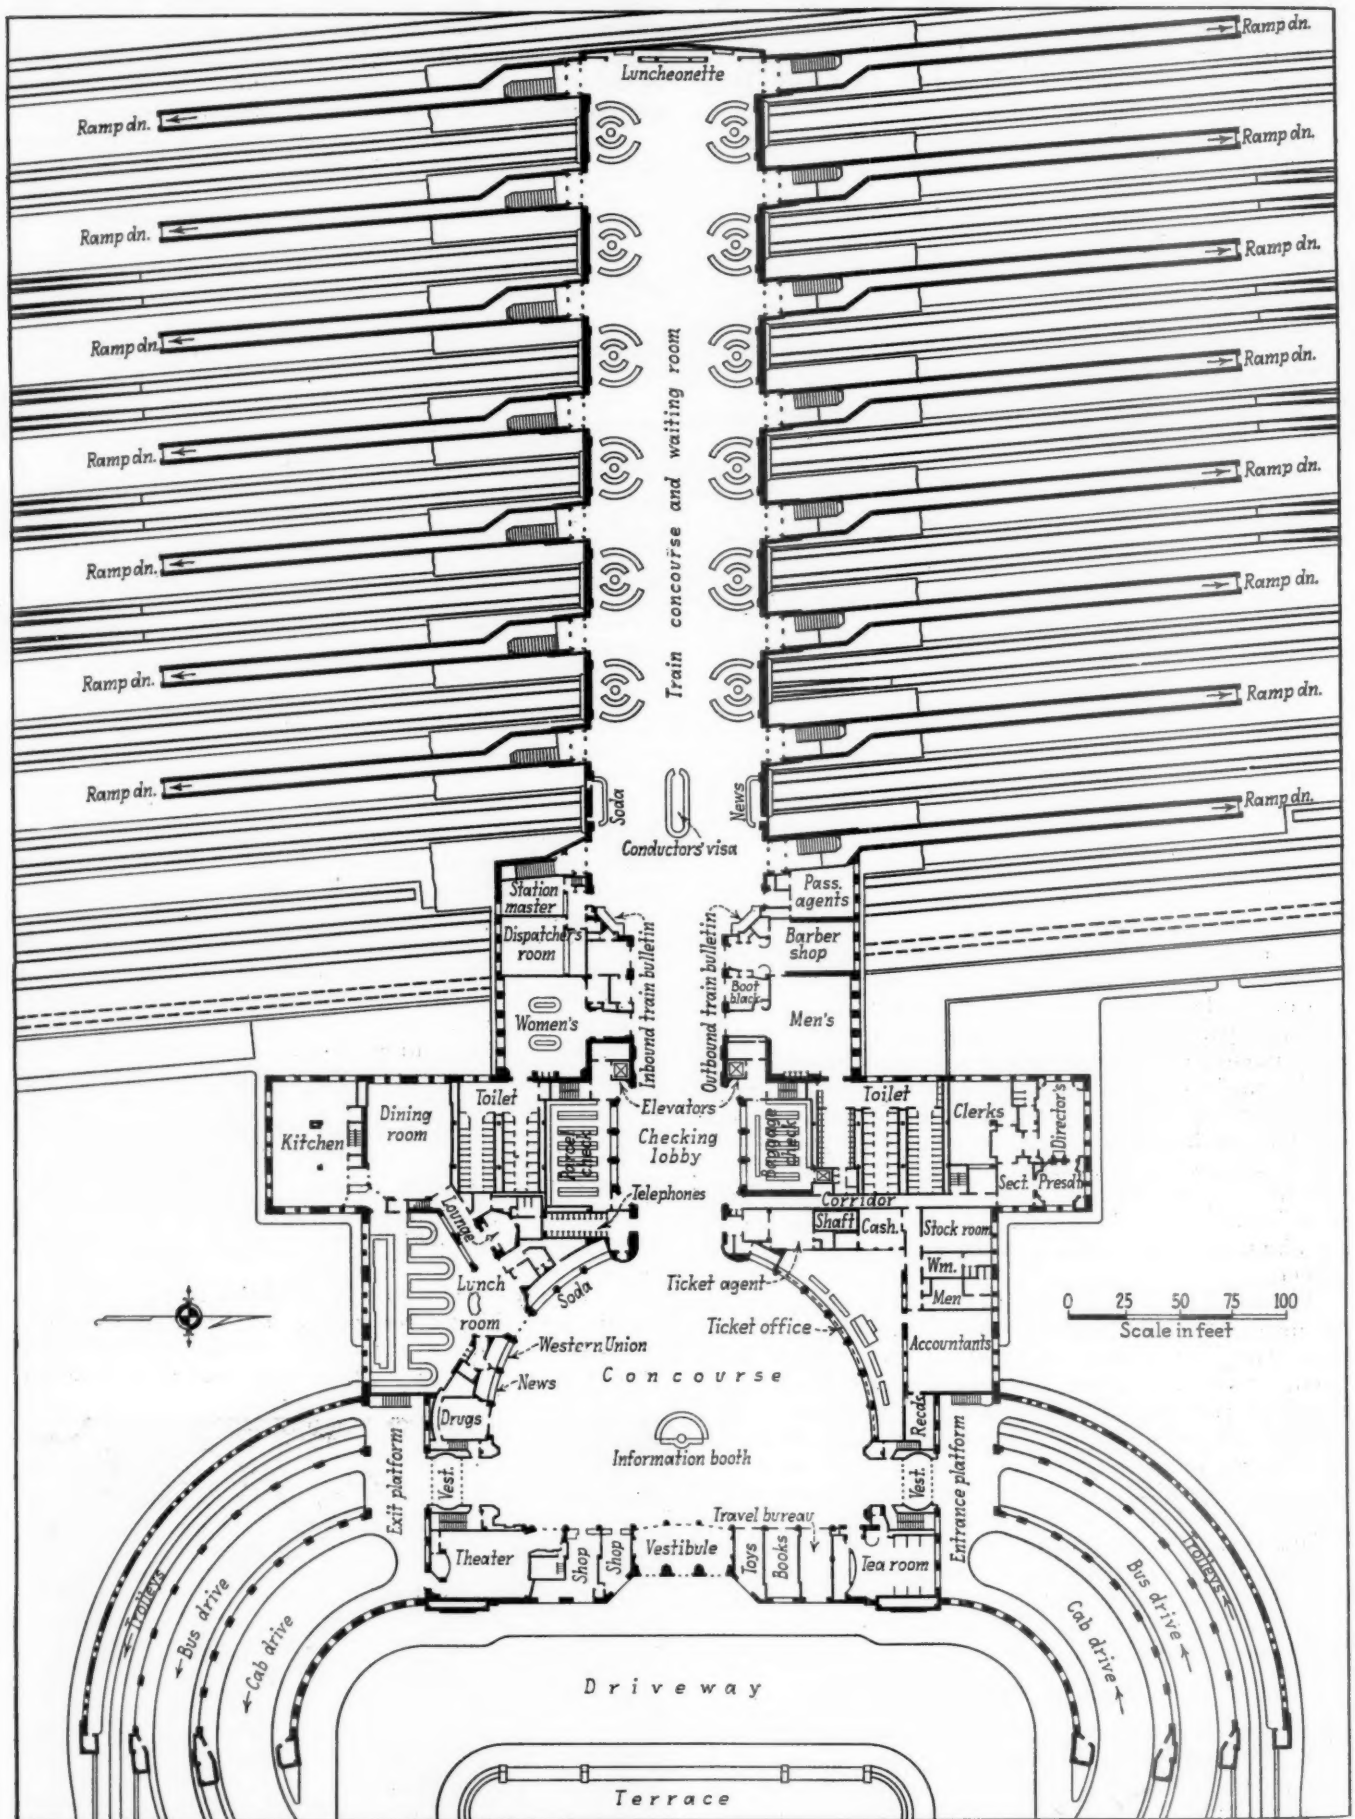 Ramp dn.
Luncheonette
Ramp dn.
Ramp dn.
Ramp dn.
Ramp dn.
Ramp dn.
Ramp dn.
Ramp dn.
Ramp dn.
Ramp dn.
Ramp dn.
Ramp dn.
Ramp dn.
Ramp dn.
Ramp dn.
Train concourse and waiting room
Soda
News
Conductors' visa
Station
master
Pass.
agents
Dispatcher's
room
Inbound train bulletin
Outbound train bulletin
Barber
shop
Boot
black
Women's
Men's
Elevators
Kitchen
Dining
room
Toilet
Parcel
check
Checking
lobby
Baggage
check
Toilet
Clerks
Director's
Sect.
Presdt.
Telephones
Corridor
Lounge
Shaft
Cash.
Stock room
Wm.
Men
Ticket agent
Lunch
room
Soda
Ticket office
0 25 50 75 100
Scale in feet
Western Union
Accountants
News
Concourse
Drugs
Recds.
Information booth
Exit platform
Vest.
Vest.
Entrance platform
Travel bureau
Theater
Shop
Shop
Vestibule
Toys
Books
Tea room
Trolleys
Bus drive
Cab drive
Cab drive
Bus drive
Trolleys
Driveway
Terrace